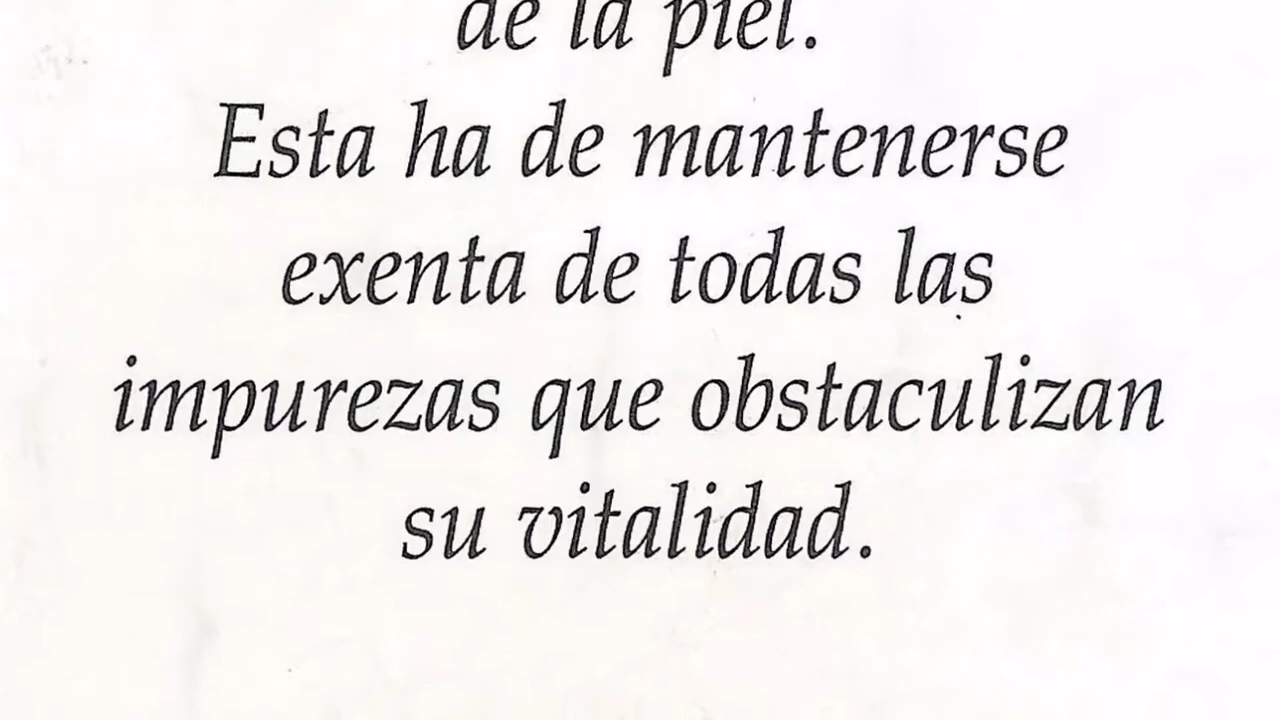 de la piel.
Esta ha de mantenerse
exenta de todas las
impurezas que obstaculizan
su vitalidad.